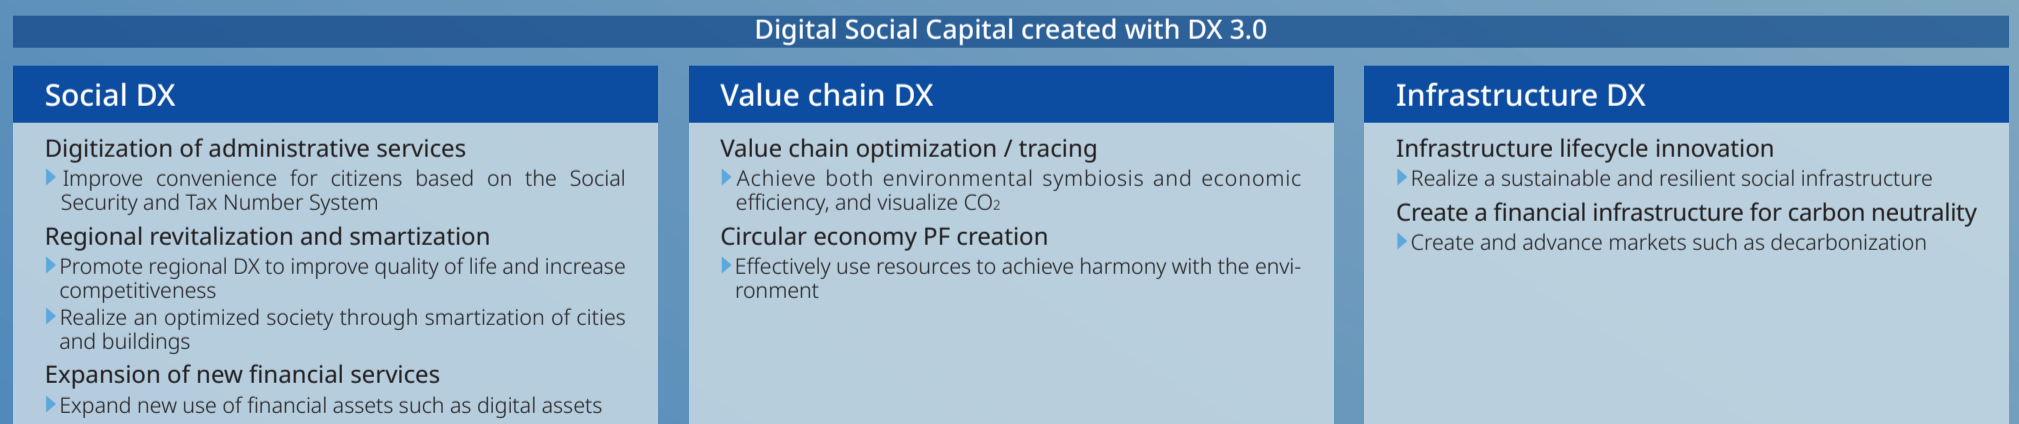 Digital Social Capital created with DX 3.0
Social DX
Digitization of administrative services
Improve convenience for citizens based on the Social
Security and Tax Number System
Regional revitalization and smartization
Promote regional DX to improve quality of life and increase
competitiveness
Realize an optimized society through smartization of cities
and buildings
Expansion of new financial services
Expand new use of financial assets such as digital assets
Value chain DX
Value chain optimization / tracing
Achieve both environmental symbiosis and economic
efficiency, and visualize CO₂
Circular economy PF creation
Effectively use resources to achieve harmony with the envi-
ronment
Infrastructure DX
Infrastructure lifecycle innovation
Realize a sustainable and resilient social infrastructure
Create a financial infrastructure for carbon neutrality
Create and advance markets such as decarbonization